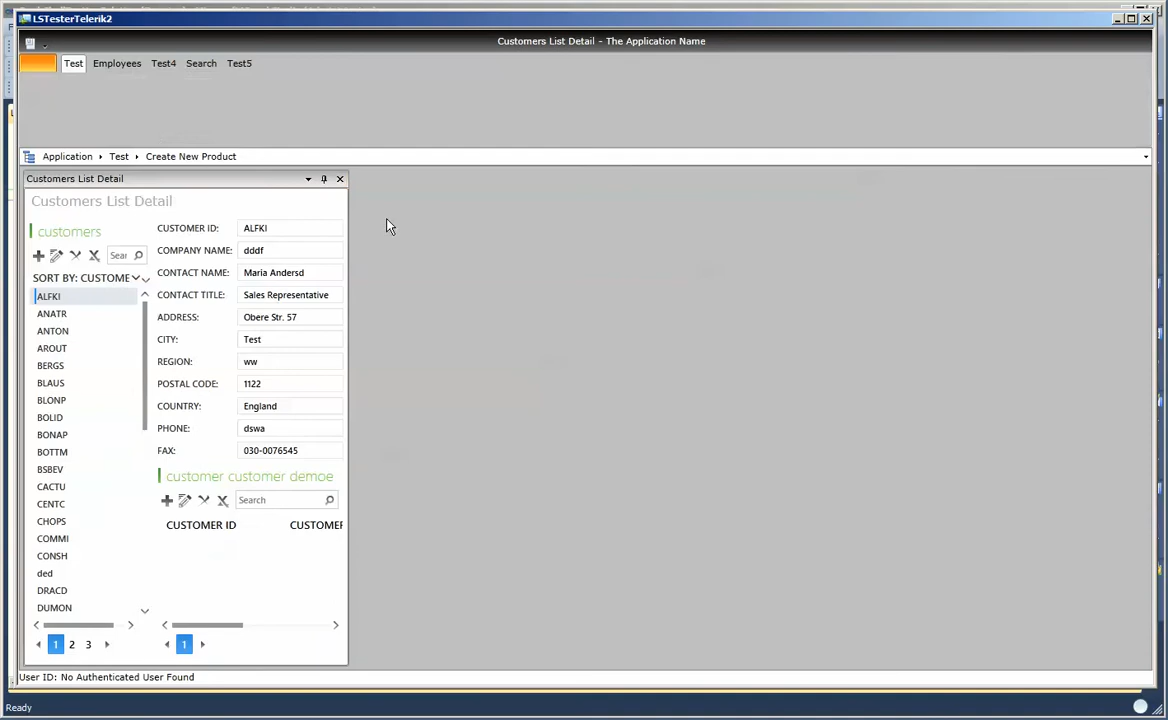 LSTesterTelerik2
Customers List Detail - The Application Name
Test Employees Test4 Search Test5
Application Test Create New Product
Customers List Detail
Customers List Detail
customers
Sear
SORT BY: CUSTOME
ALFKI
ANATR
ANTON
AROUT
BERGS
BLAUS
BLONP
BOLID
BONAP
BOTTM
BSBEV
CACTU
CENTC
CHOPS
COMMI
CONSH
ded
DRACD
DUMON
1 2 3
CUSTOMER ID: ALFKI
COMPANY NAME: dddf
CONTACT NAME: Maria Andersd
CONTACT TITLE: Sales Representative
ADDRESS: Obere Str. 57
CITY: Test
REGION: ww
POSTAL CODE: 1122
COUNTRY: England
PHONE: dswa
FAX: 030-0076545
customer customer demoe
Search
CUSTOMER ID CUSTOMER
1
User ID: No Authenticated User Found
Ready